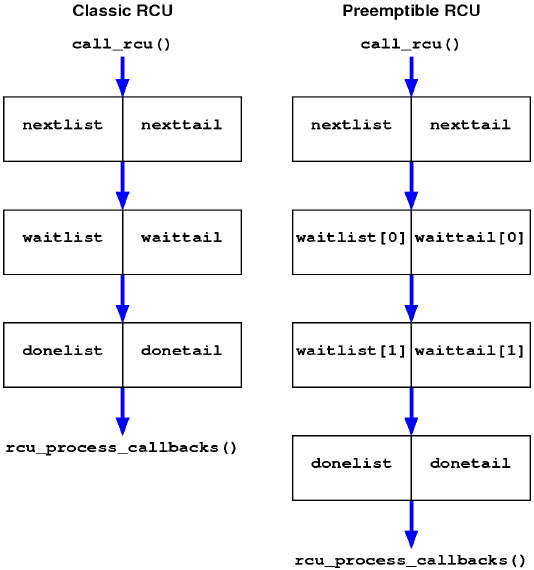 Classic RCU
call_rcu()
nextlist nexttail
waitlist waittail
donelist donetail
rcu_process_callbacks()
Preemptible RCU
call_rcu()
nextlist nexttail
waitlist[0] waittail[0]
waitlist[1] waittail[1]
donelist donetail
rcu_process_callbacks()